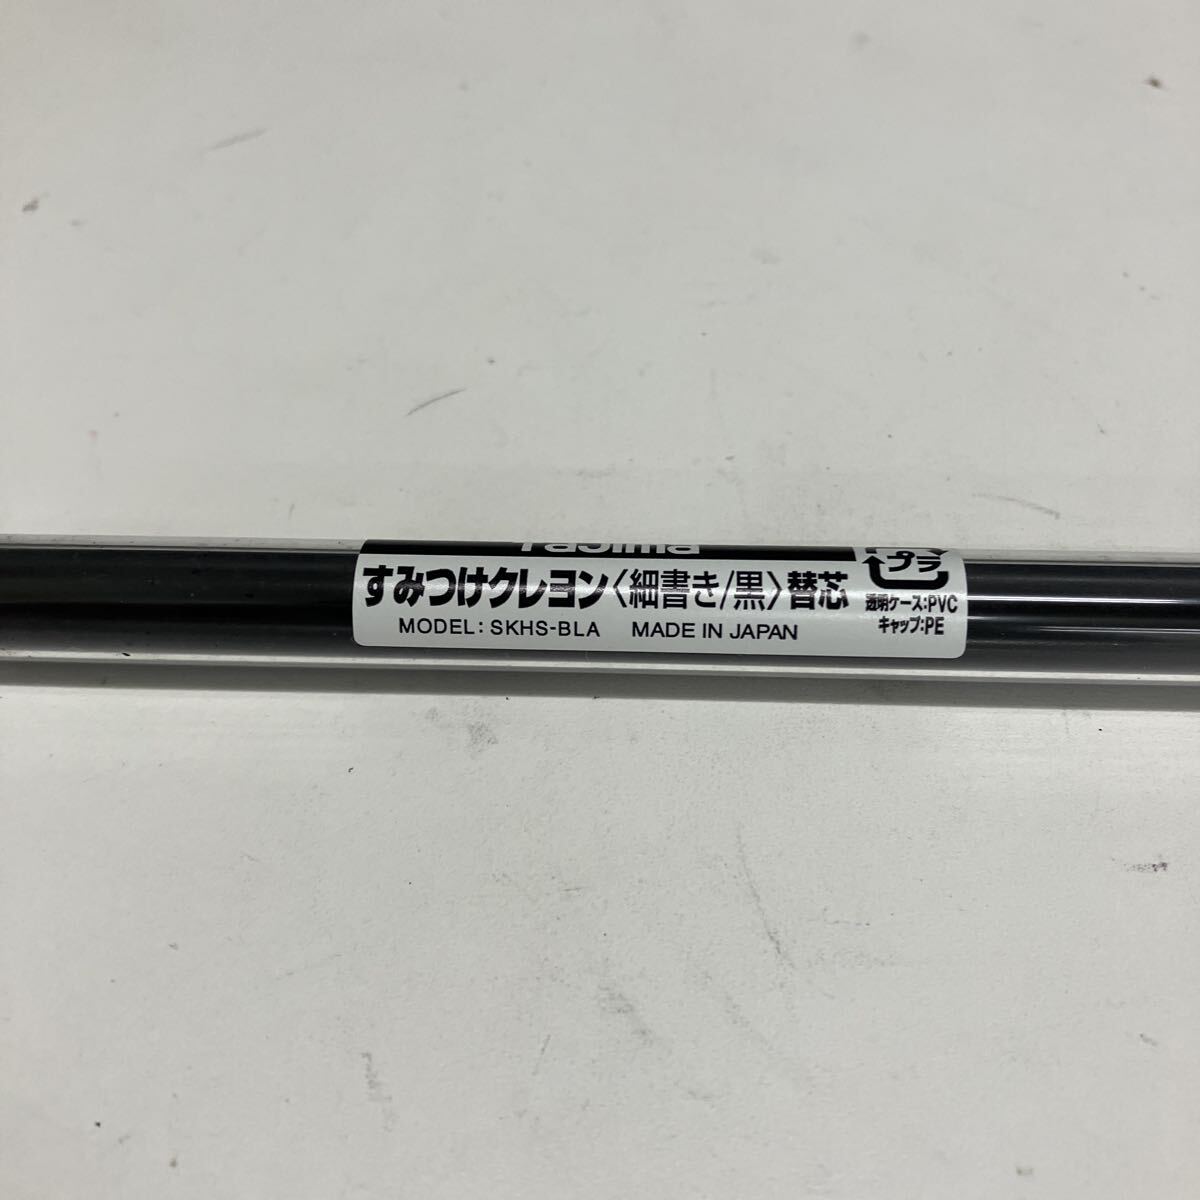 Tajima
すみつけクレヨン〈細書き/黒〉替芯
MODEL: SKHS-BLA MADE IN JAPAN
プラ
透明ケース:PVC
キャップ:PE